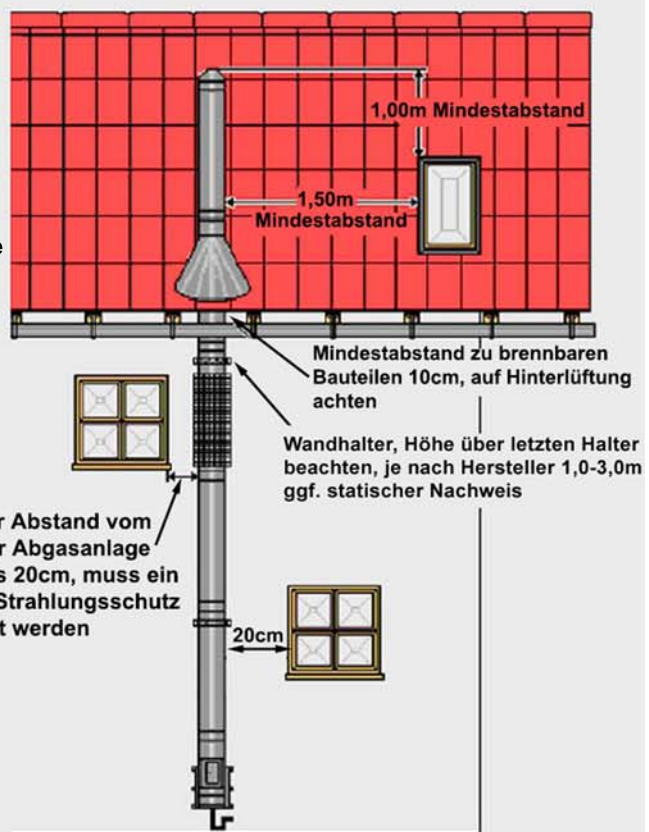 1,00m Mindestabstand
1,50m
Mindestabstand
e
Mindestabstand zu brennbaren
Bauteilen 10cm, auf Hinterlüftung
achten
Wandhalter, Höhe über letzten Halter
beachten, je nach Hersteller 1,0-3,0m
ggf. statischer Nachweis
r Abstand vom
r Abgasanlage
s 20cm, muss ein
Strahlungsschutz
t werden
20cm